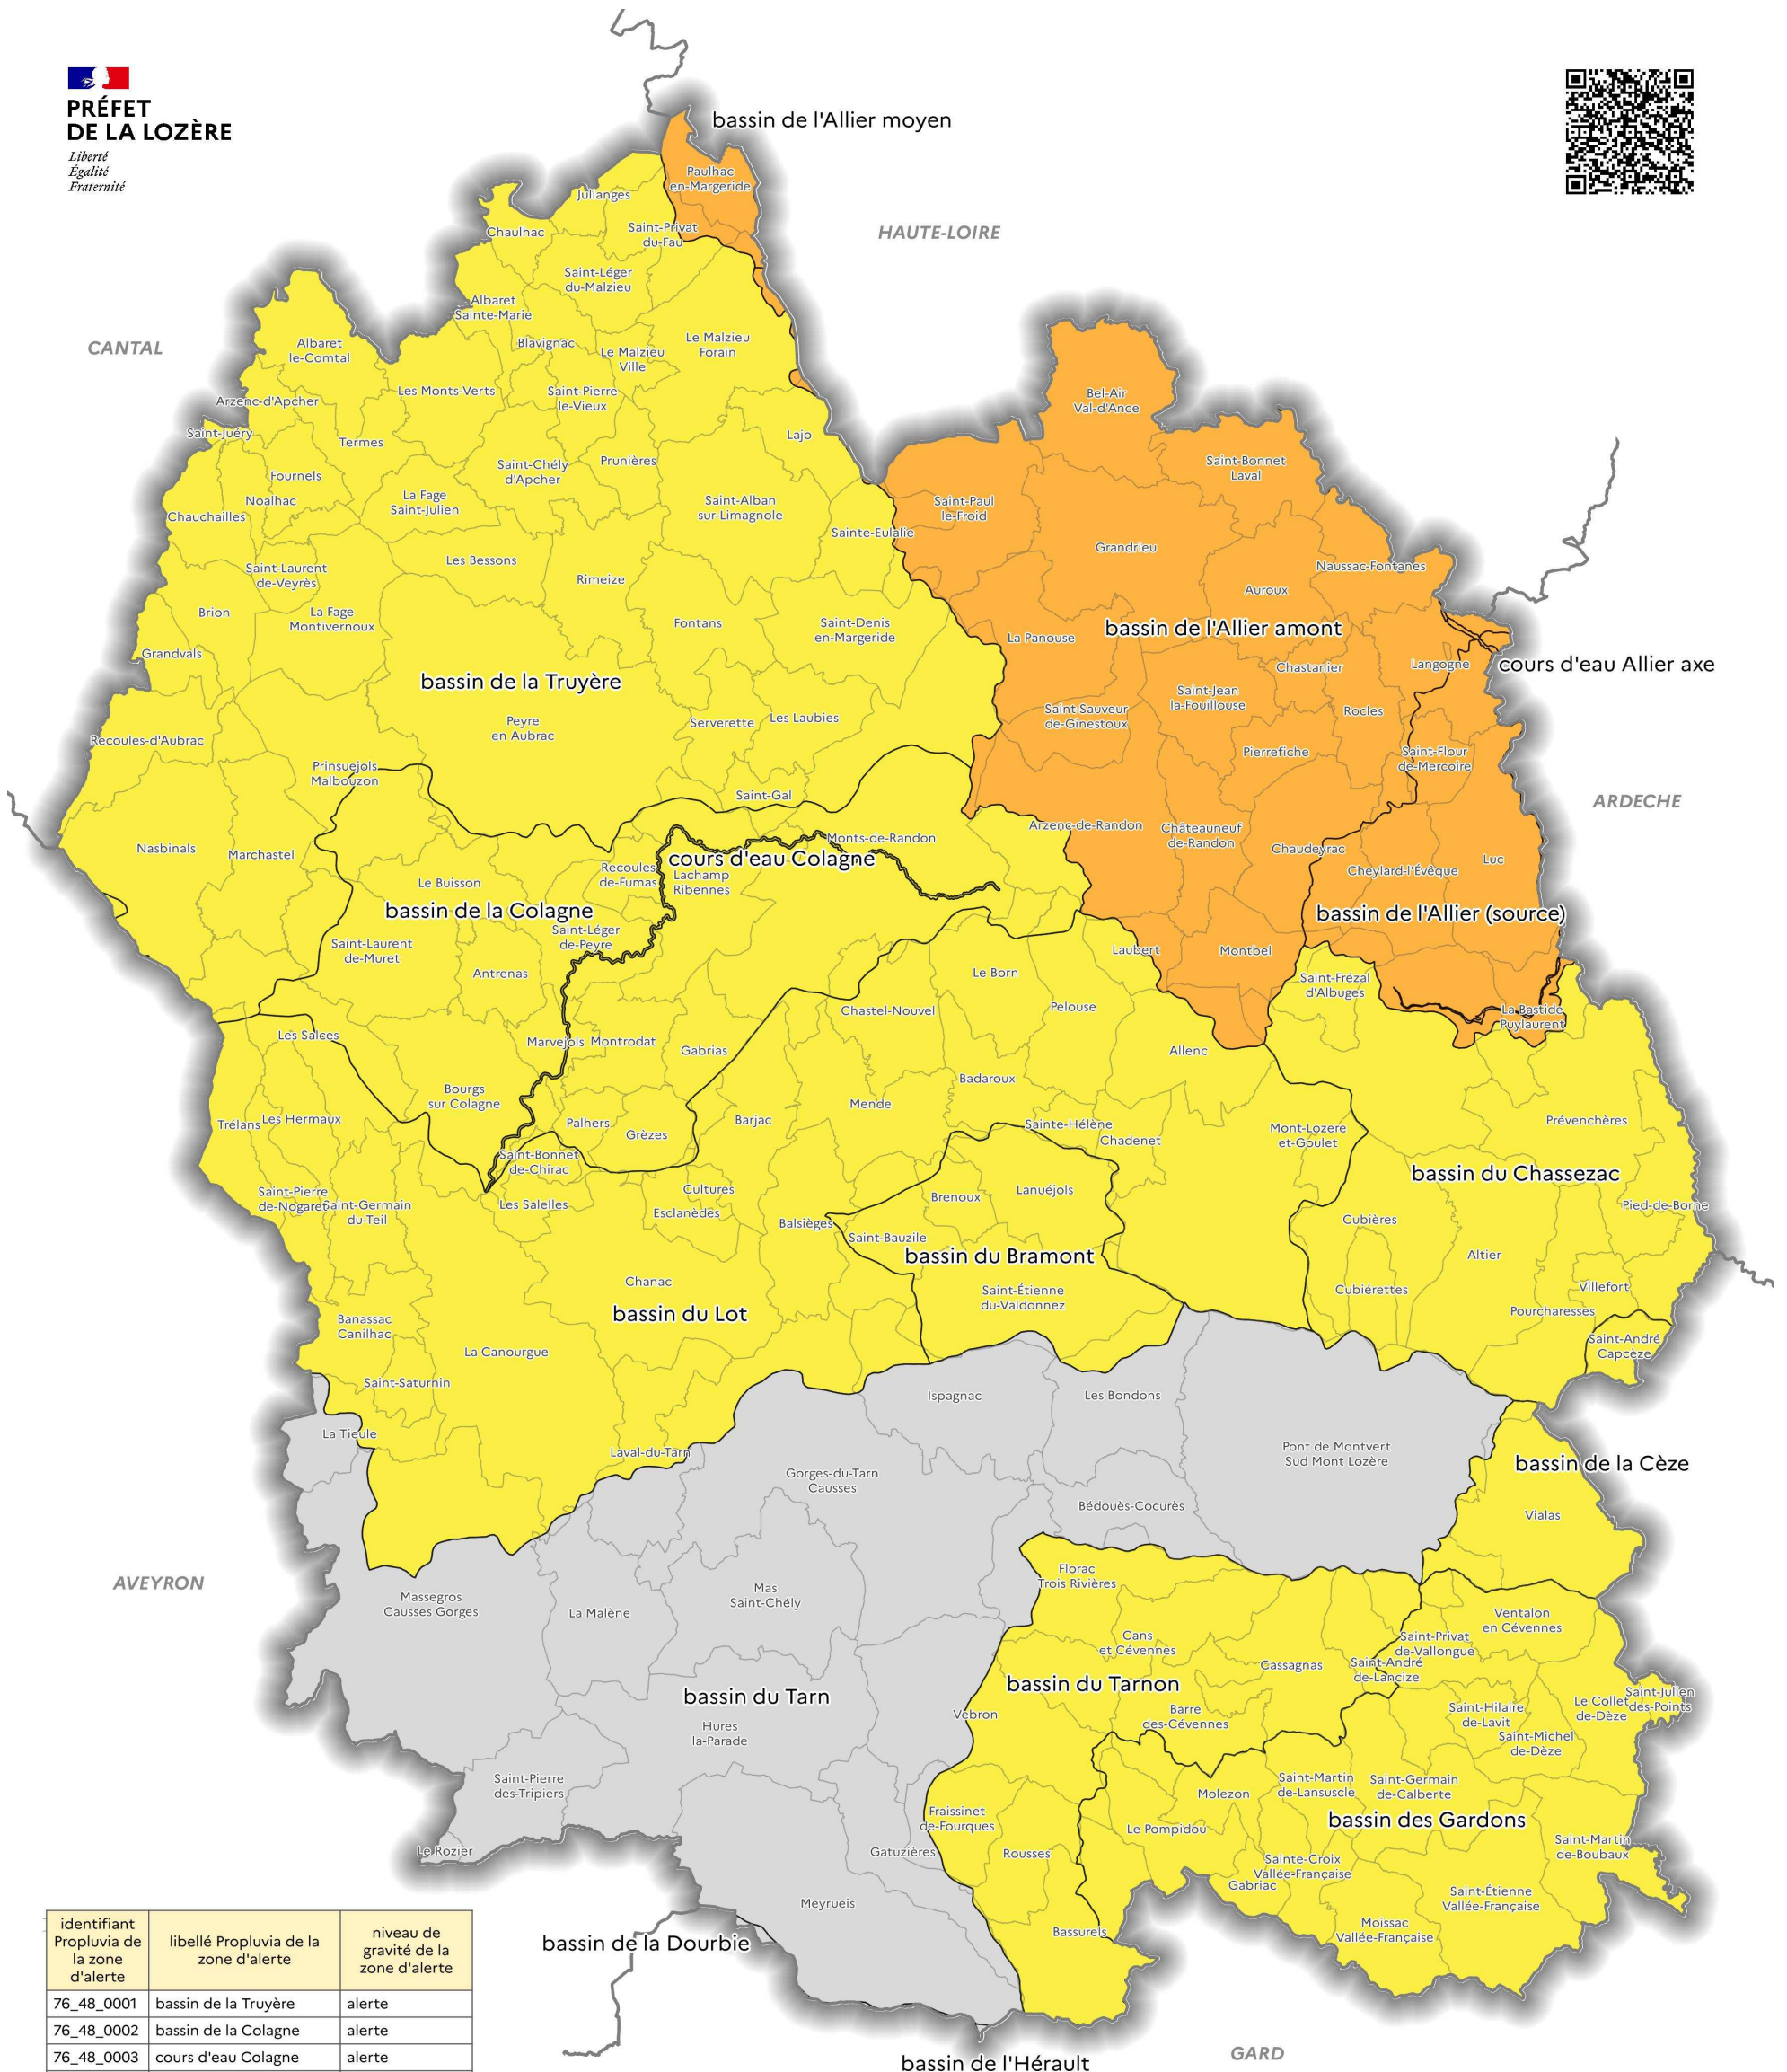 PRÉFET
DE LA LOZÈRE
Liberté
Égalité
Fraternité
bassin de l'Allier moyen
Paulhac
en-Margeride
Julianges
Chaulhac
Saint-Privat
du-Fau
HAUTE-LOIRE
Saint-Léger
du-Malzieu
Albaret
Sainte-Marie
CANTAL
Albaret
le-Comtal
Blavignac
Le Malzieu
Ville
Le Malzieu
Forain
Les Monts-Verts
Saint-Pierre
le-Vieux
Bel-Air
Val-d'Ance
Arzenc-d'Apcher
Saint-Juéry
Termes
Lajo
Fournels
Saint-Chély
d'Apcher
Prunières
Saint-Bonnet
Laval
Noalhac
La Fage
Saint-Julien
Saint-Alban
sur-Limagnole
Saint-Paul
le-Froid
Chauchailles
Sainte-Eulalie
Grandrieu
Les Bessons
Saint-Laurent
de-Veyrès
Rimeize
Naussac-Fontanes
Auroux
Brion
La Fage
Montivernoux
Fontans
Saint-Denis
en-Margeride
La Panouse
bassin de l'Allier amont
Grandvals
Chastanier
Langogne
cours d'eau Allier axe
bassin de la Truyère
Saint-Jean
la-Fouillouse
Peyre
en Aubrac
Serverette
Les Laubies
Saint-Sauveur
de-Ginestoux
Rocles
Recoules-d'Aubrac
Pierrefiche
Saint-Flour
de-Mercoire
Prinsuejols
Malbouzon
Saint-Gal
ARDECHE
Nasbinals
Marchastel
Monts-de-Randon
Arzenc-de-Randon
Châteauneuf
de-Randon
Chaudeyrac
cours d'eau Colagne
Luc
Recoules
de-Fumas
Lachamp
Ribennes
Cheylard-l'Évêque
Le Buisson
bassin de la Colagne
bassin de l'Allier (source)
Saint-Léger
de-Peyre
Saint-Laurent
de-Muret
Laubert
Montbel
Antrenas
Le Born
Saint-Frézal
d'Albuges
Chastel-Nouvel
Pelouse
La Bastide
Puylaurent
Les Salces
Marvejols
Montrodat
Gabrias
Allenc
Bourgs
sur Colagne
Badaroux
Mende
Trélans
Les Hermaux
Palhers
Grèzes
Barjac
Sainte-Hélène
Chadenet
Mont-Lozere
et-Goulet
Prévenchères
Saint-Bonnet
de-Chirac
bassin du Chassezac
Saint-Pierre
de-Nogaret
Saint-Germain
du-Teil
Les Salelles
Cultures
Esclanèdes
Brenoux
Lanuéjols
Pied-de-Borne
Balsièges
Saint-Bauzile
Cubières
bassin du Bramont
Altier
Chanac
Saint-Étienne
du-Valdonnez
Cubiérettes
Villefort
bassin du Lot
Banassac
Canilhac
Pourcharesses
La Canourgue
Saint-André
Capcèze
Saint-Saturnin
Ispagnac
Les Bondons
La Tieule
Laval-du-Tarn
Pont de Montvert
Sud Mont Lozère
bassin de la Cèze
Gorges-du-Tarn
Causses
Bédouès-Cocurès
Vialas
AVEYRON
Florac
Trois Rivières
Massegros
Causses Gorges
Mas
Saint-Chély
La Malène
Ventalon
en Cévennes
Cans
et Cévennes
Saint-Privat
de-Vallongue
Cassagnas
Saint-André
de-Lancize
bassin du Tarnon
bassin du Tarn
Saint-Julien
des-Points
Le Collet
de-Dèze
Vebron
Barre
des-Cévennes
Saint-Hilaire
de-Lavit
Hures
la-Parade
Saint-Michel
de-Dèze
Saint-Pierre
des-Tripiers
Saint-Martin
de-Lansuscle
Saint-Germain
de-Calberte
Molezon
Fraissinet
de-Fourques
Le Pompidou
bassin des Gardons
Le Rozier
Gatuzières
Rousses
Saint-Martin
de-Boubaux
Sainte-Croix
Vallée-Française
Gabriac
Saint-Étienne
Vallée-Française
Meyrueis
Bassurels
Moissac
Vallée-Française
bassin de la Dourbie
bassin de l'Hérault
GARD
identifiant
Propluvia de
la zone
d'alerte
libellé Propluvia de la
zone d'alerte
niveau de
gravité de la
zone d'alerte
76_48_0001 bassin de la Truyère alerte
76_48_0002 bassin de la Colagne alerte
76_48_0003 cours d'eau Colagne alerte